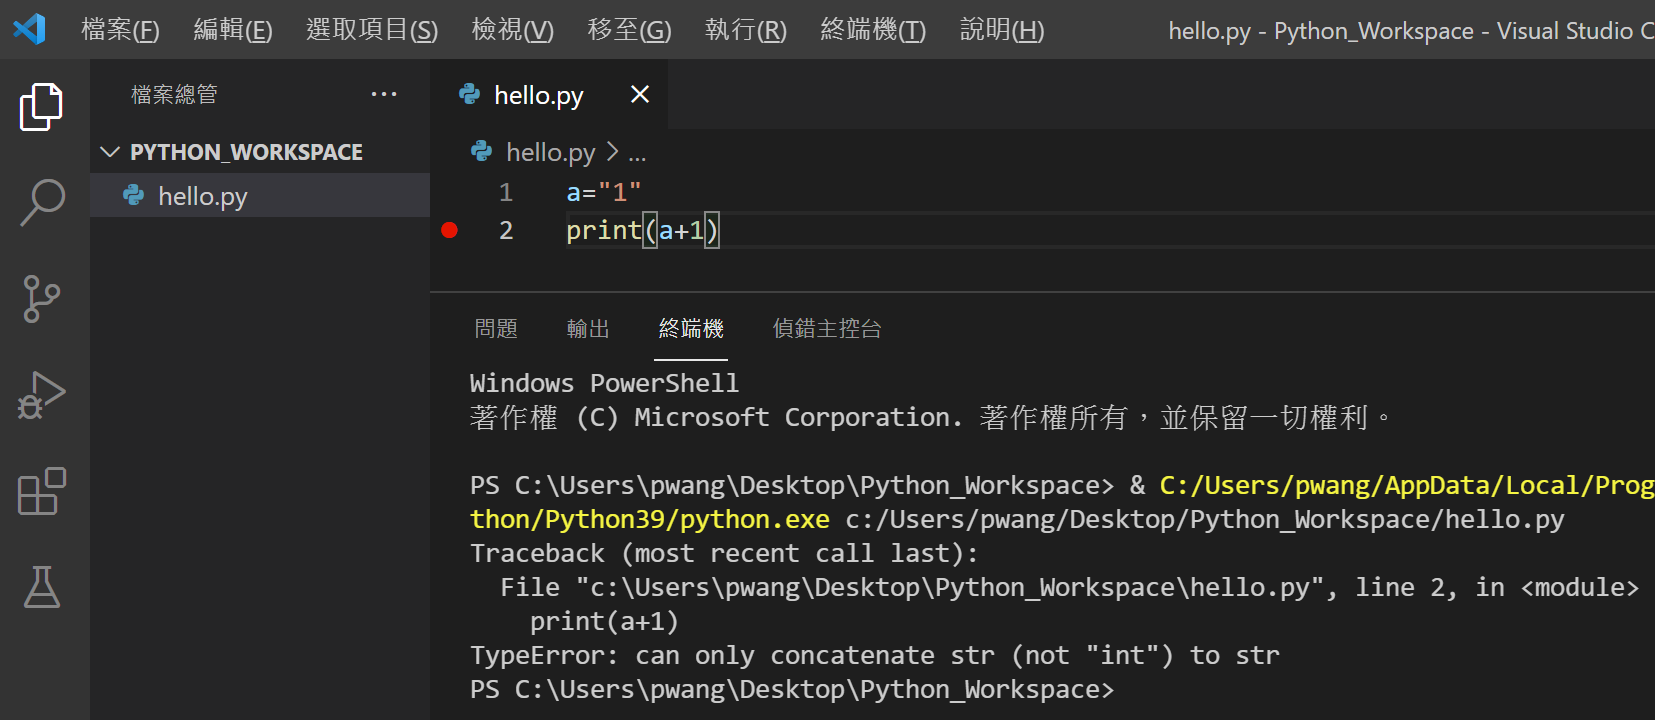 檔案(F) 編輯(E) 選取項目(S) 檢視(V) 移至(G) 執行(R) 終端機(T) 說明(H) hello.py - Python_Workspace - Visual Studio C
檔案總管 ...
PYTHON_WORKSPACE
hello.py
hello.py
hello.py > ...
1 a="1"
2 print(a+1)
問題 輸出 終端機 偵錯主控台
Windows PowerShell
著作權 (C) Microsoft Corporation. 著作權所有，並保留一切權利。
PS C:\Users\pwang\Desktop\Python_Workspace> & C:/Users/pwang/AppData/Local/Prog
thon/Python39/python.exe c:/Users/pwang/Desktop/Python_Workspace/hello.py
Traceback (most recent call last):
  File "c:\Users\pwang\Desktop\Python_Workspace\hello.py", line 2, in <module>
    print(a+1)
TypeError: can only concatenate str (not "int") to str
PS C:\Users\pwang\Desktop\Python_Workspace>